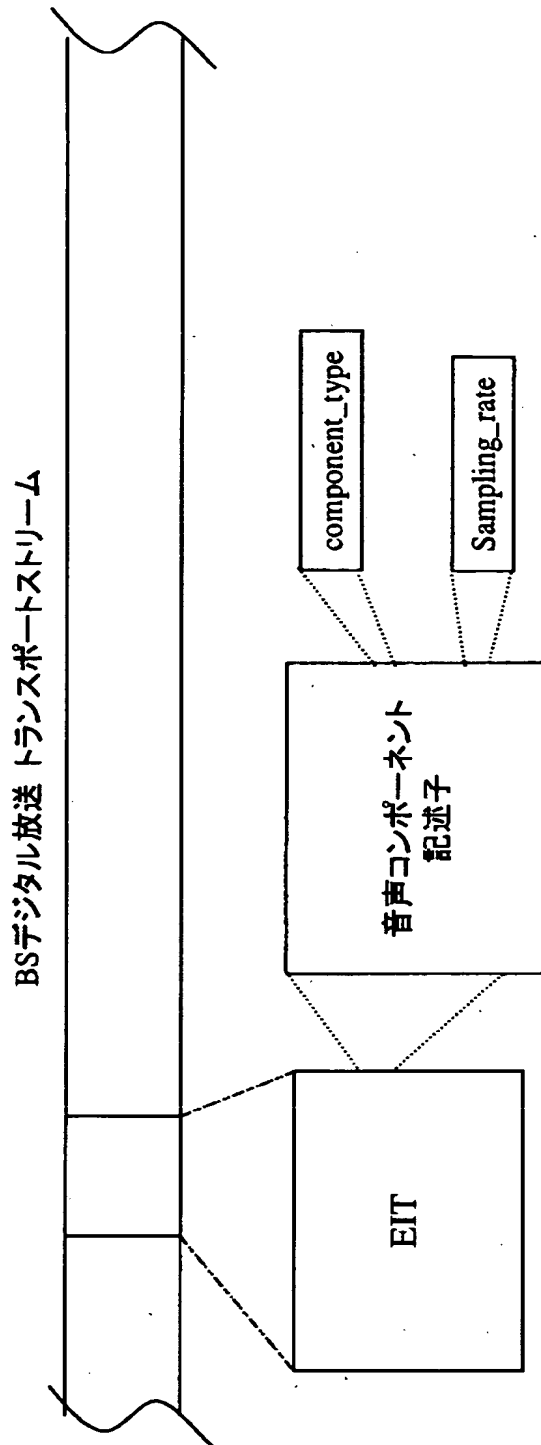 BSデジタル放送 トランスポートストリーム
EIT
音声コンポーネント
記述子
component_type
Sampling_rate